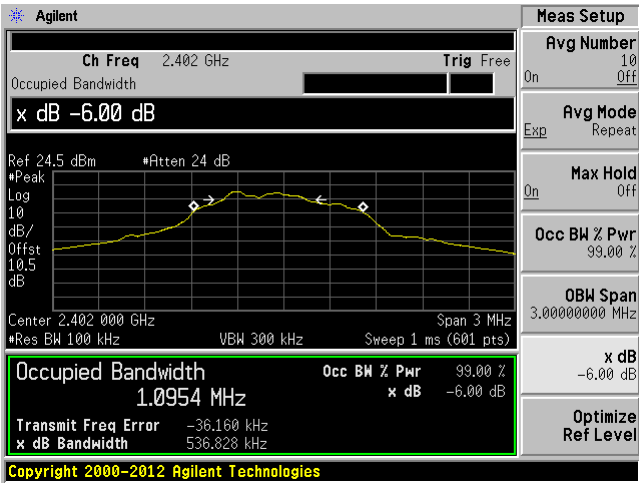 Agilent
Meas Setup
Ch Freq 2.402 GHz Trig Free
Occupied Bandwidth
x dB -6.00 dB
Ref 24.5 dBm #Atten 24 dB
#Peak
Log
10
dB/
Offst
10.5
dB
Center 2.402 000 GHz Span 3 MHz
#Res BW 100 kHz VBW 300 kHz Sweep 1 ms (601 pts)
Occupied Bandwidth
1.0954 MHz
Occ BW % Pwr 99.00 %
x dB -6.00 dB
Transmit Freq Error -36.160 kHz
x dB Bandwidth 536.828 kHz
Copyright 2000-2012 Agilent Technologies
Avg Number
10
On Off
Avg Mode
Exp Repeat
Max Hold
On Off
Occ BW % Pwr
99.00 %
OBW Span
3.00000000 MHz
x dB
-6.00 dB
Optimize
Ref Level